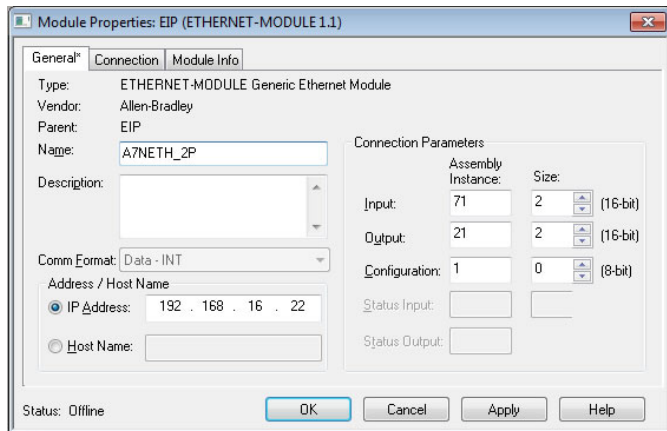 Module Properties: EIP (ETHERNET-MODULE 1.1)
General* Connection Module Info
Type: ETHERNET-MODULE Generic Ethernet Module
Vendor: Allen-Bradley
Parent: EIP
Name: A7NETH_2P
Description:
Comm Format: Data - INT
Address / Host Name
IP Address: 192 . 168 . 16 . 22
Host Name:
Connection Parameters
Assembly
Instance: Size:
Input: 71 2 (16-bit)
Output: 21 2 (16-bit)
Configuration: 1 0 (8-bit)
Status Input:
Status Output:
Status: Offline OK Cancel Apply Help